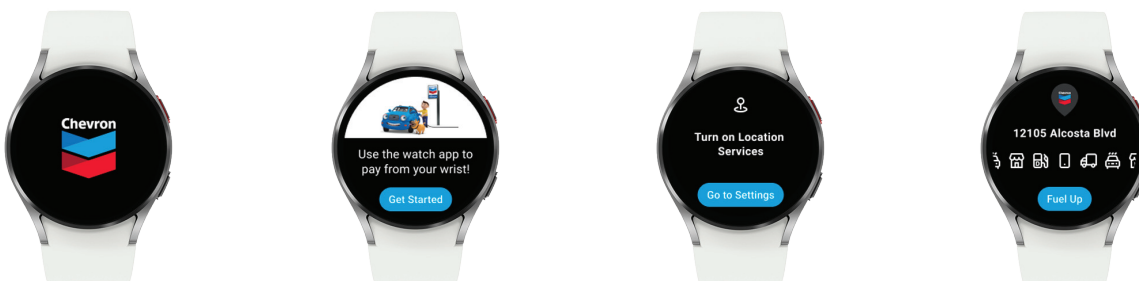 Chevron
Use the watch app to
pay from your wrist!
Get Started
Turn on Location
Services
Go to Settings
Chevron
12105 Alcosta Blvd
Fuel Up